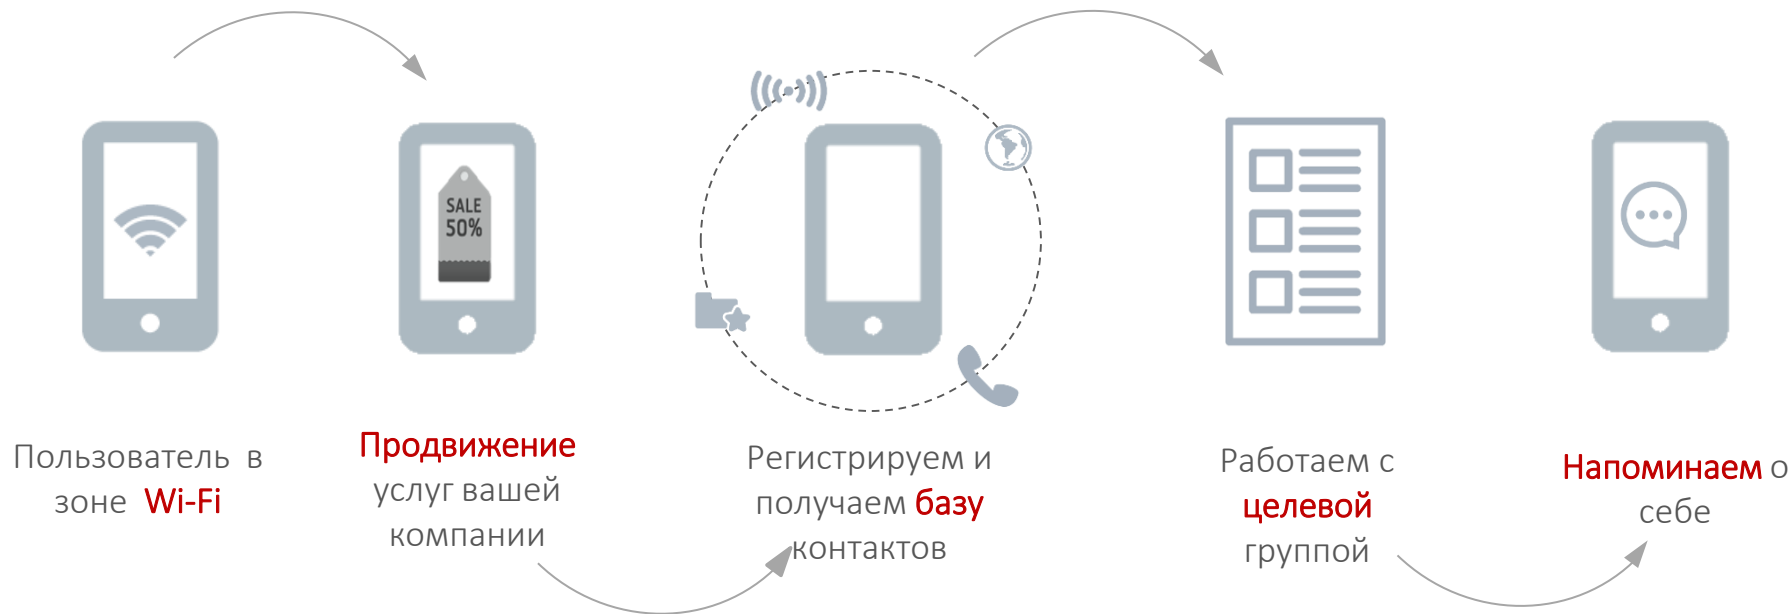 SALE
50%
Пользователь в
зоне Wi-Fi
Продвижение
услуг вашей
компании
Регистрируем и
получаем базу
контактов
Работаем с
целевой
группой
Напоминаем о
себе